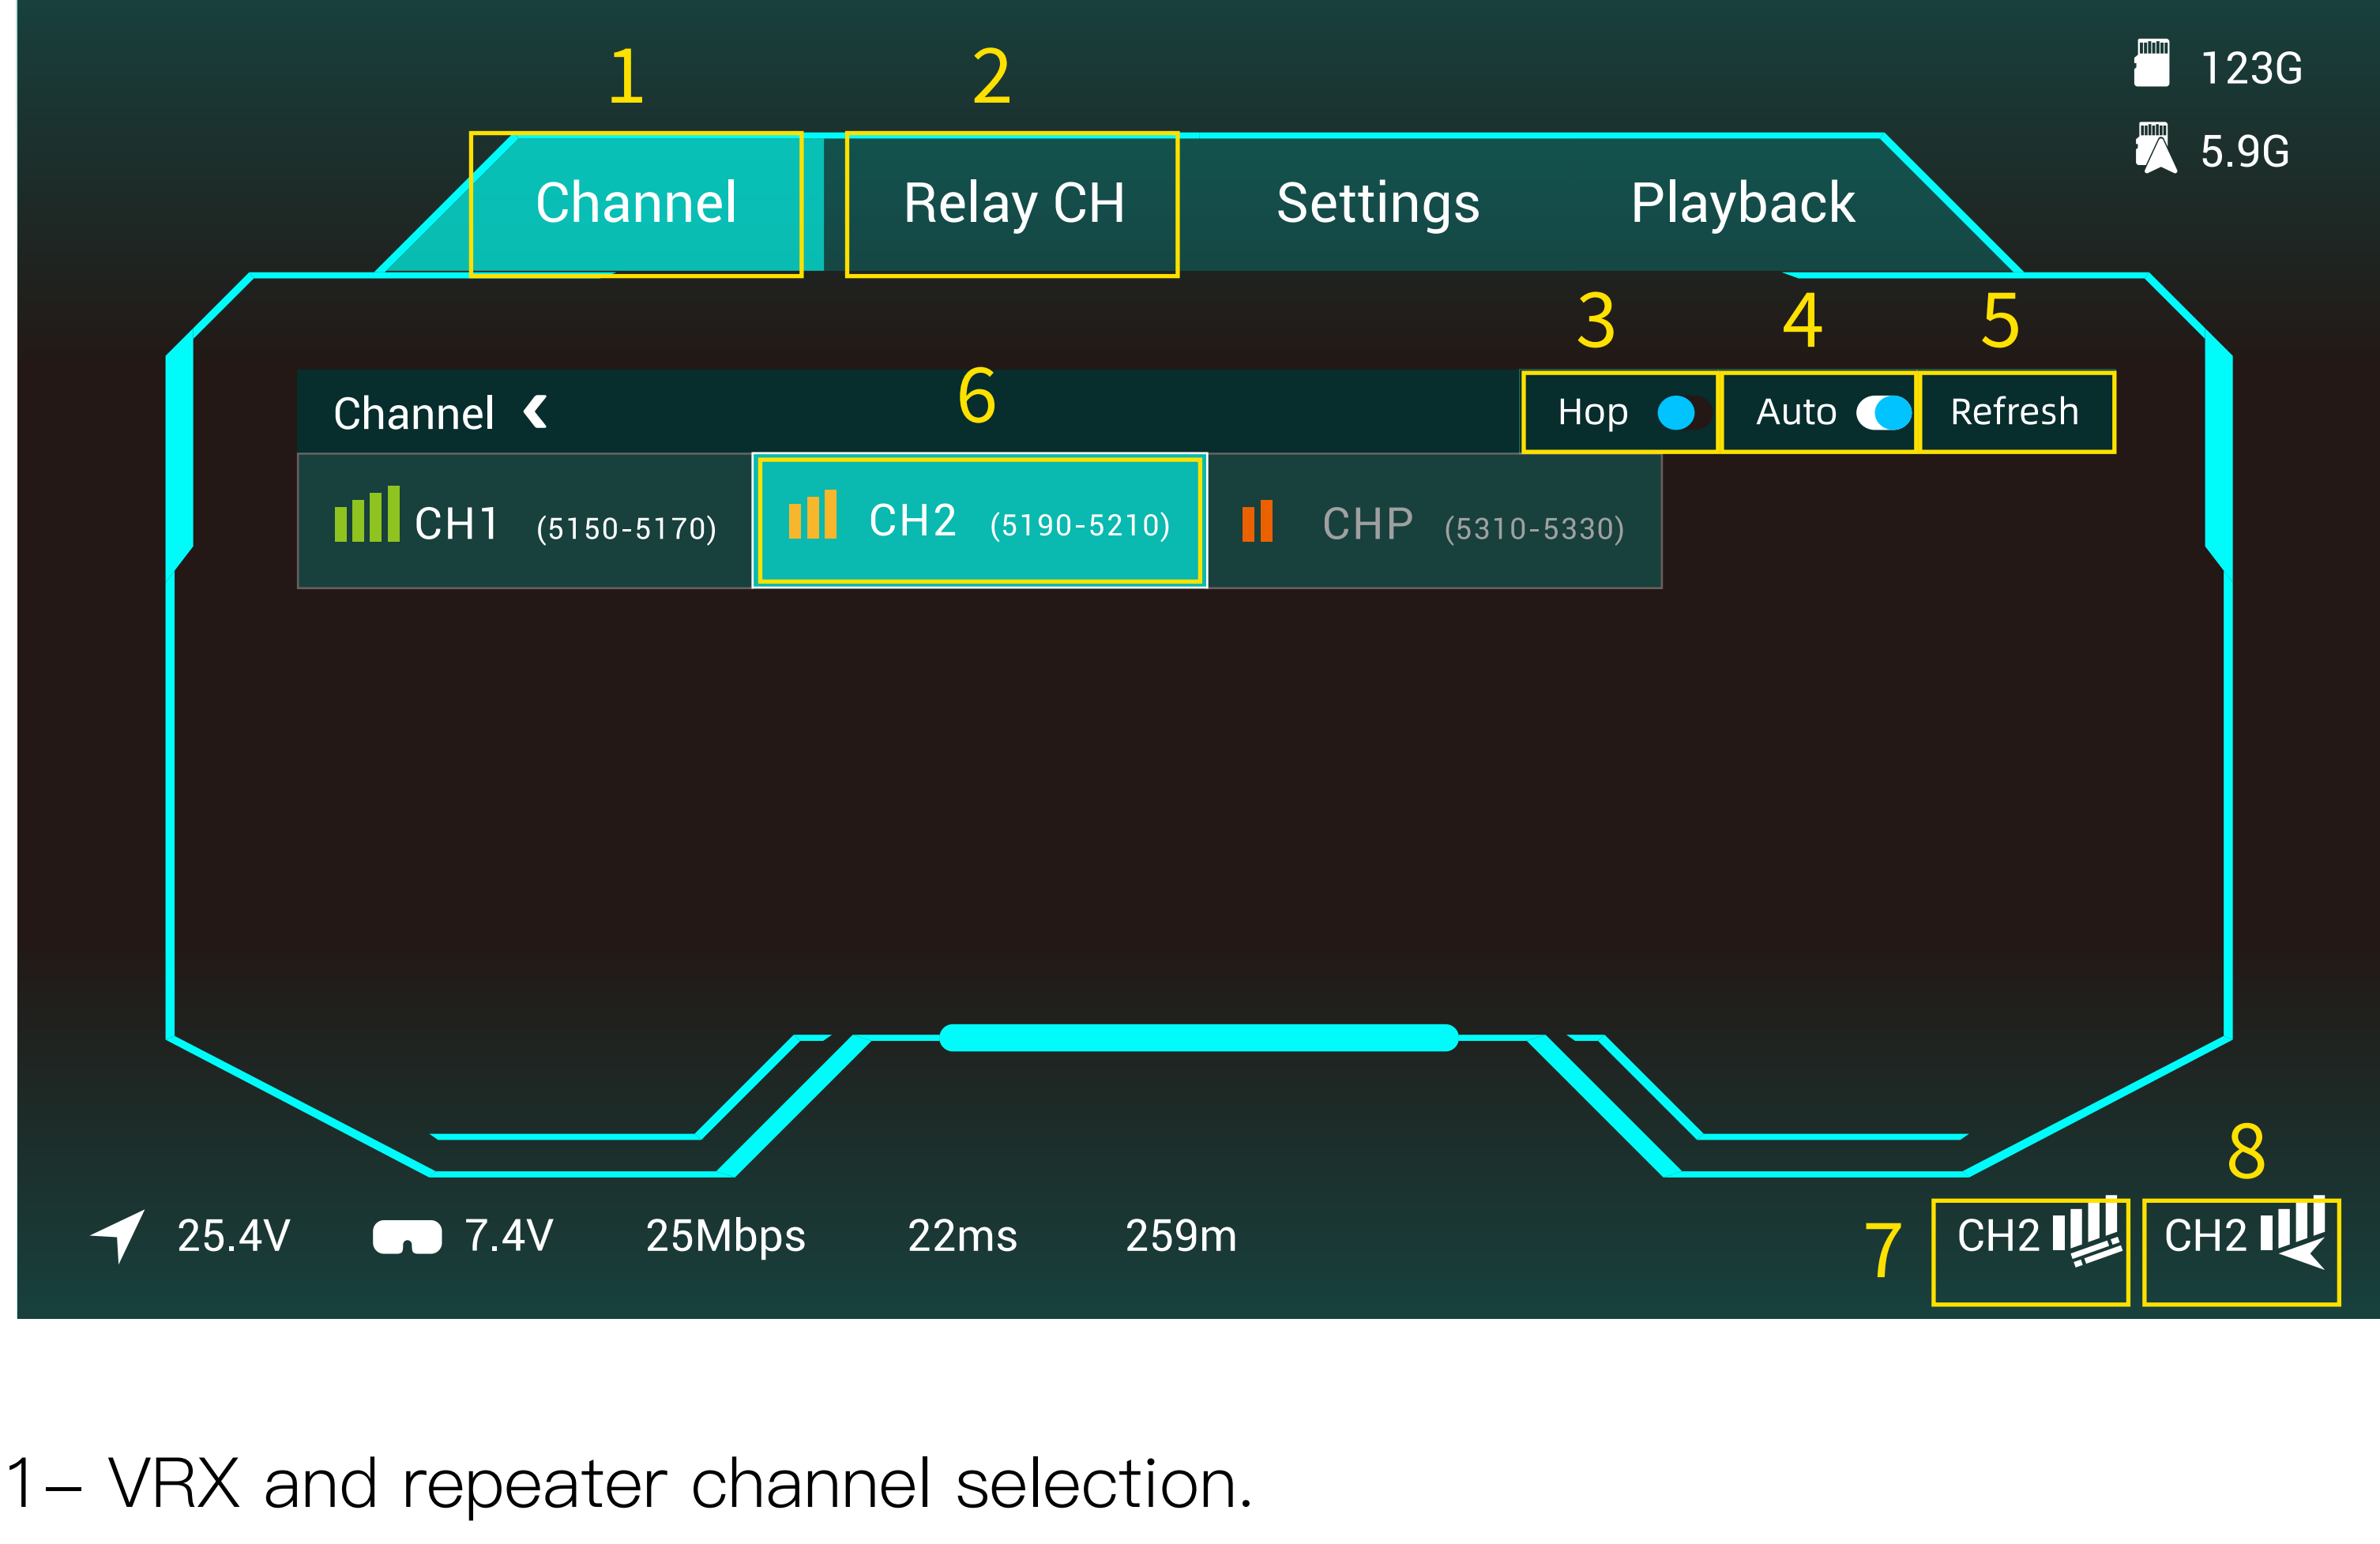 1
2
123G
5.9G
Channel Relay CH Settings Playback
3 4 5
6
Channel Hop Auto Refresh
CH1 (5150-5170) CH2 (5190-5210) CHP (5310-5330)
8
7
25.4V 7.4V 25Mbps 22ms 259m CH2 CH2
1- VRX and repeater channel selection.